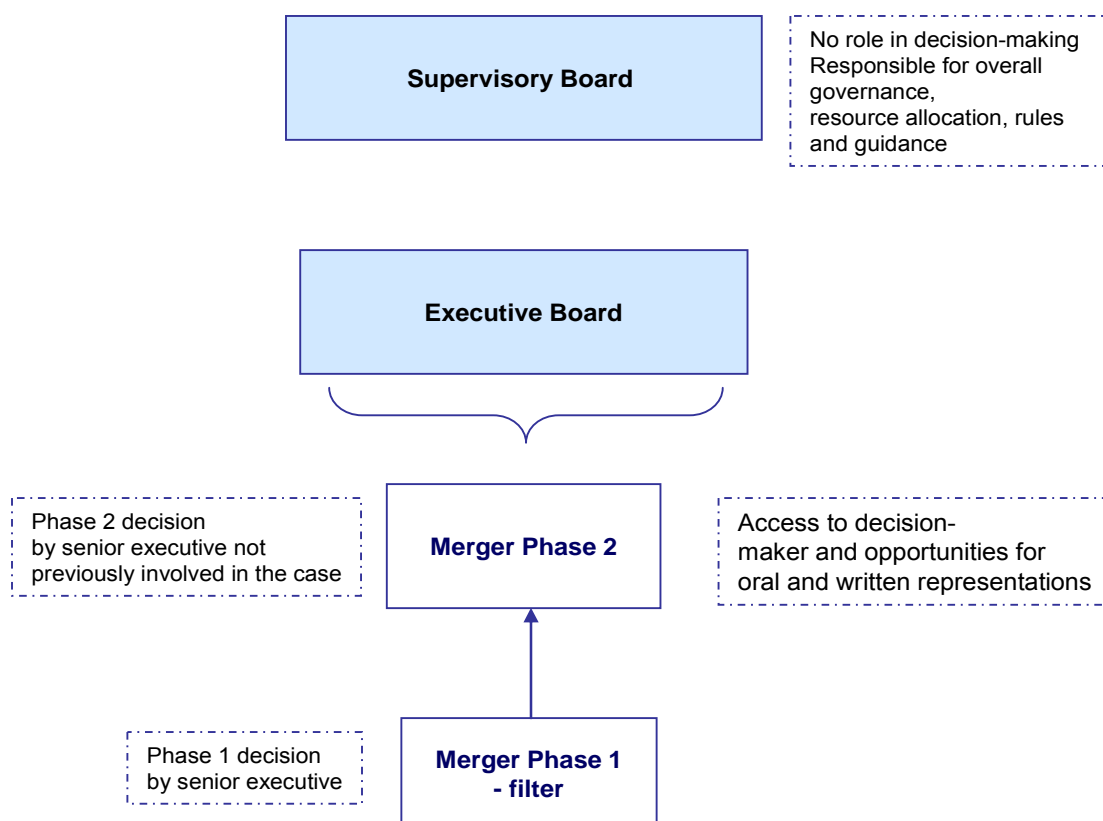 Supervisory Board
No role in decision-making
Responsible for overall
governance,
resource allocation, rules
and guidance
Executive Board
Phase 2 decision
by senior executive not
previously involved in the case
Merger Phase 2
Access to decision-
maker and opportunities for
oral and written representations
Phase 1 decision
by senior executive
Merger Phase 1
- filter